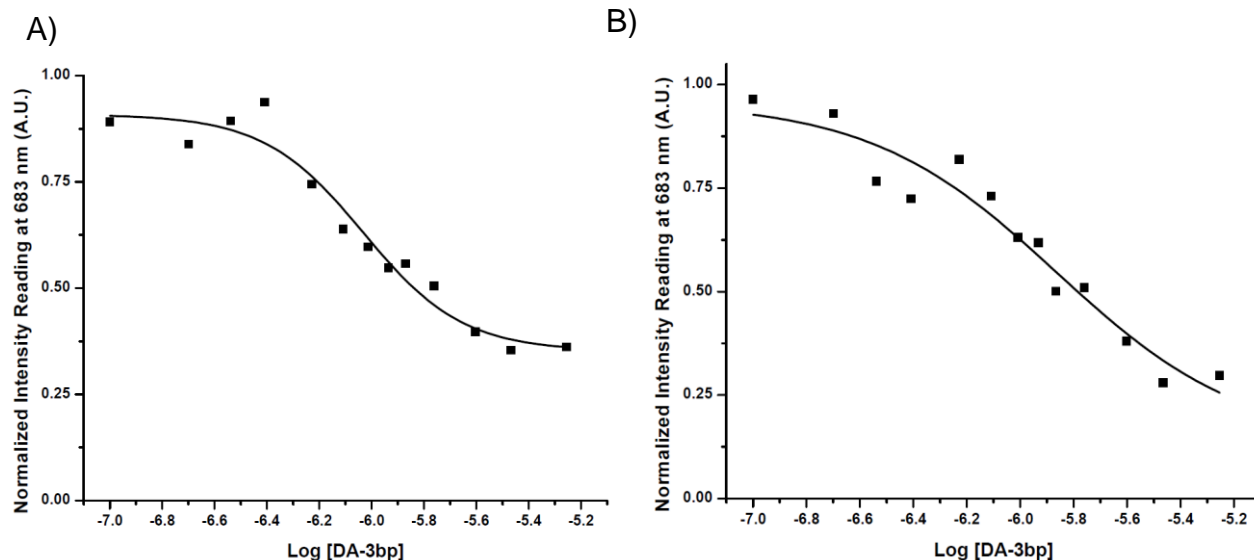 A)
Normalized Intensity Reading at 683 nm (A.U.)
1.00
0.75
0.50
0.25
0.00
-7.0 -6.8 -6.6 -6.4 -6.2 -6.0 -5.8 -5.6 -5.4 -5.2
Log [DA-3bp]
B)
Normalized Intensity Reading at 683 nm (A.U.)
1.00
0.75
0.50
0.25
0.00
-7.0 -6.8 -6.6 -6.4 -6.2 -6.0 -5.8 -5.6 -5.4 -5.2
Log [DA-3bp]